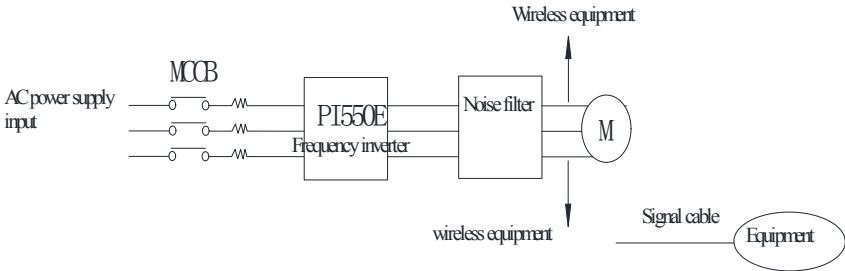 Wireless equipment
MCCB
AC power supply
input
PI550E
Frequency inverter
Noise filter
M
wireless equipment
Signal cable
Equipment